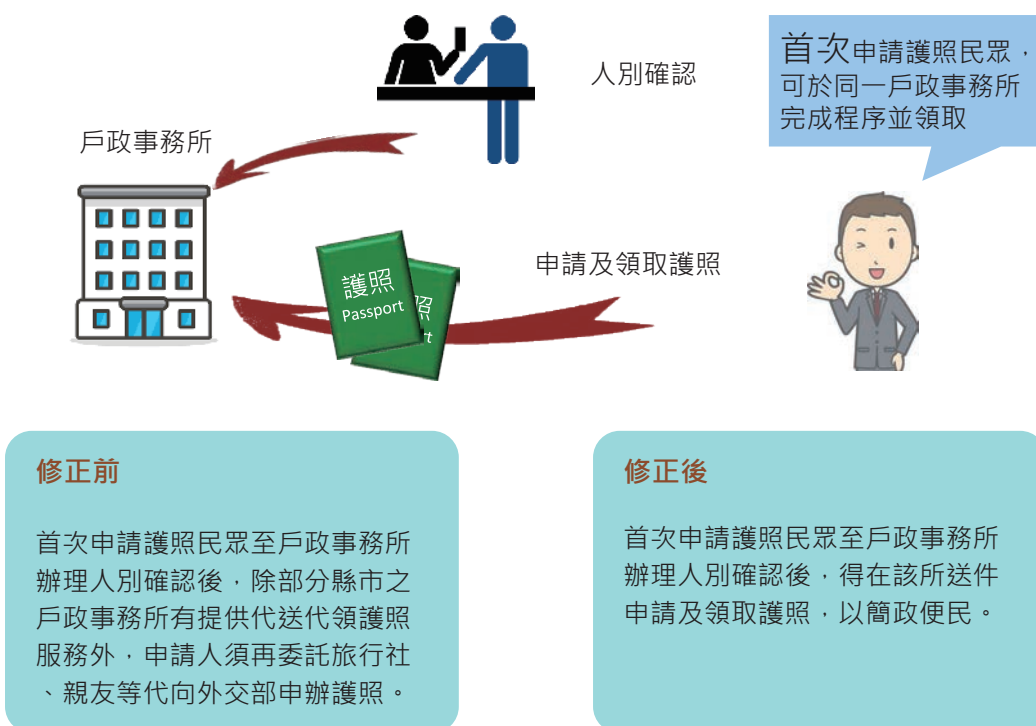 人別確認
首次申請護照民眾，
可於同一戶政事務所
完成程序並領取
戶政事務所
申請及領取護照
護照
Passport
照
rt
修正前
首次申請護照民眾至戶政事務所
辦理人別確認後，除部分縣市之
戶政事務所有提供代送代領護照
服務外，申請人須再委託旅行社
、親友等代向外交部申辦護照。
修正後
首次申請護照民眾至戶政事務所
辦理人別確認後，得在該所送件
申請及領取護照，以簡政便民。